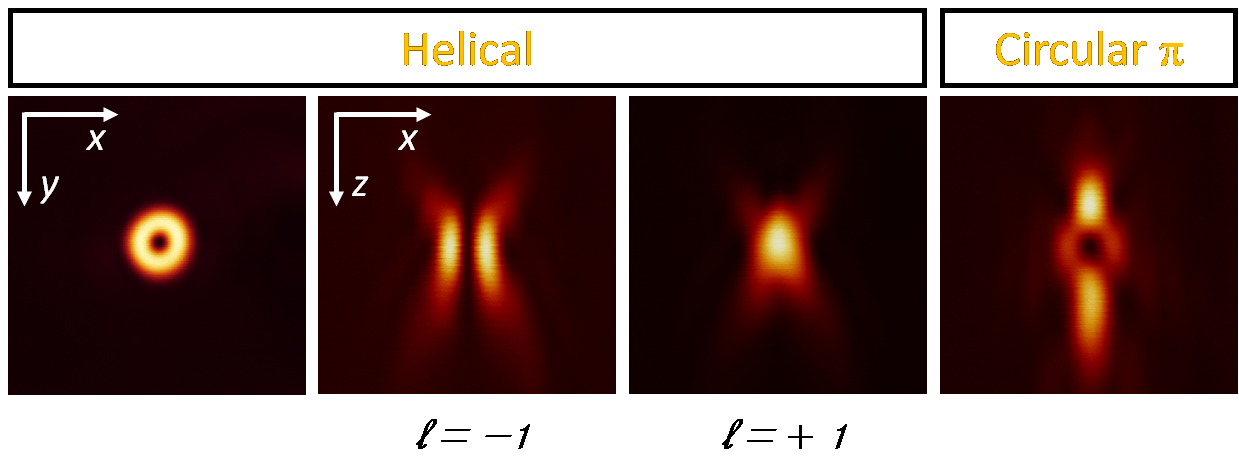 Helical
Circular π
x
y
x
z
ℓ = −1
ℓ = + 1